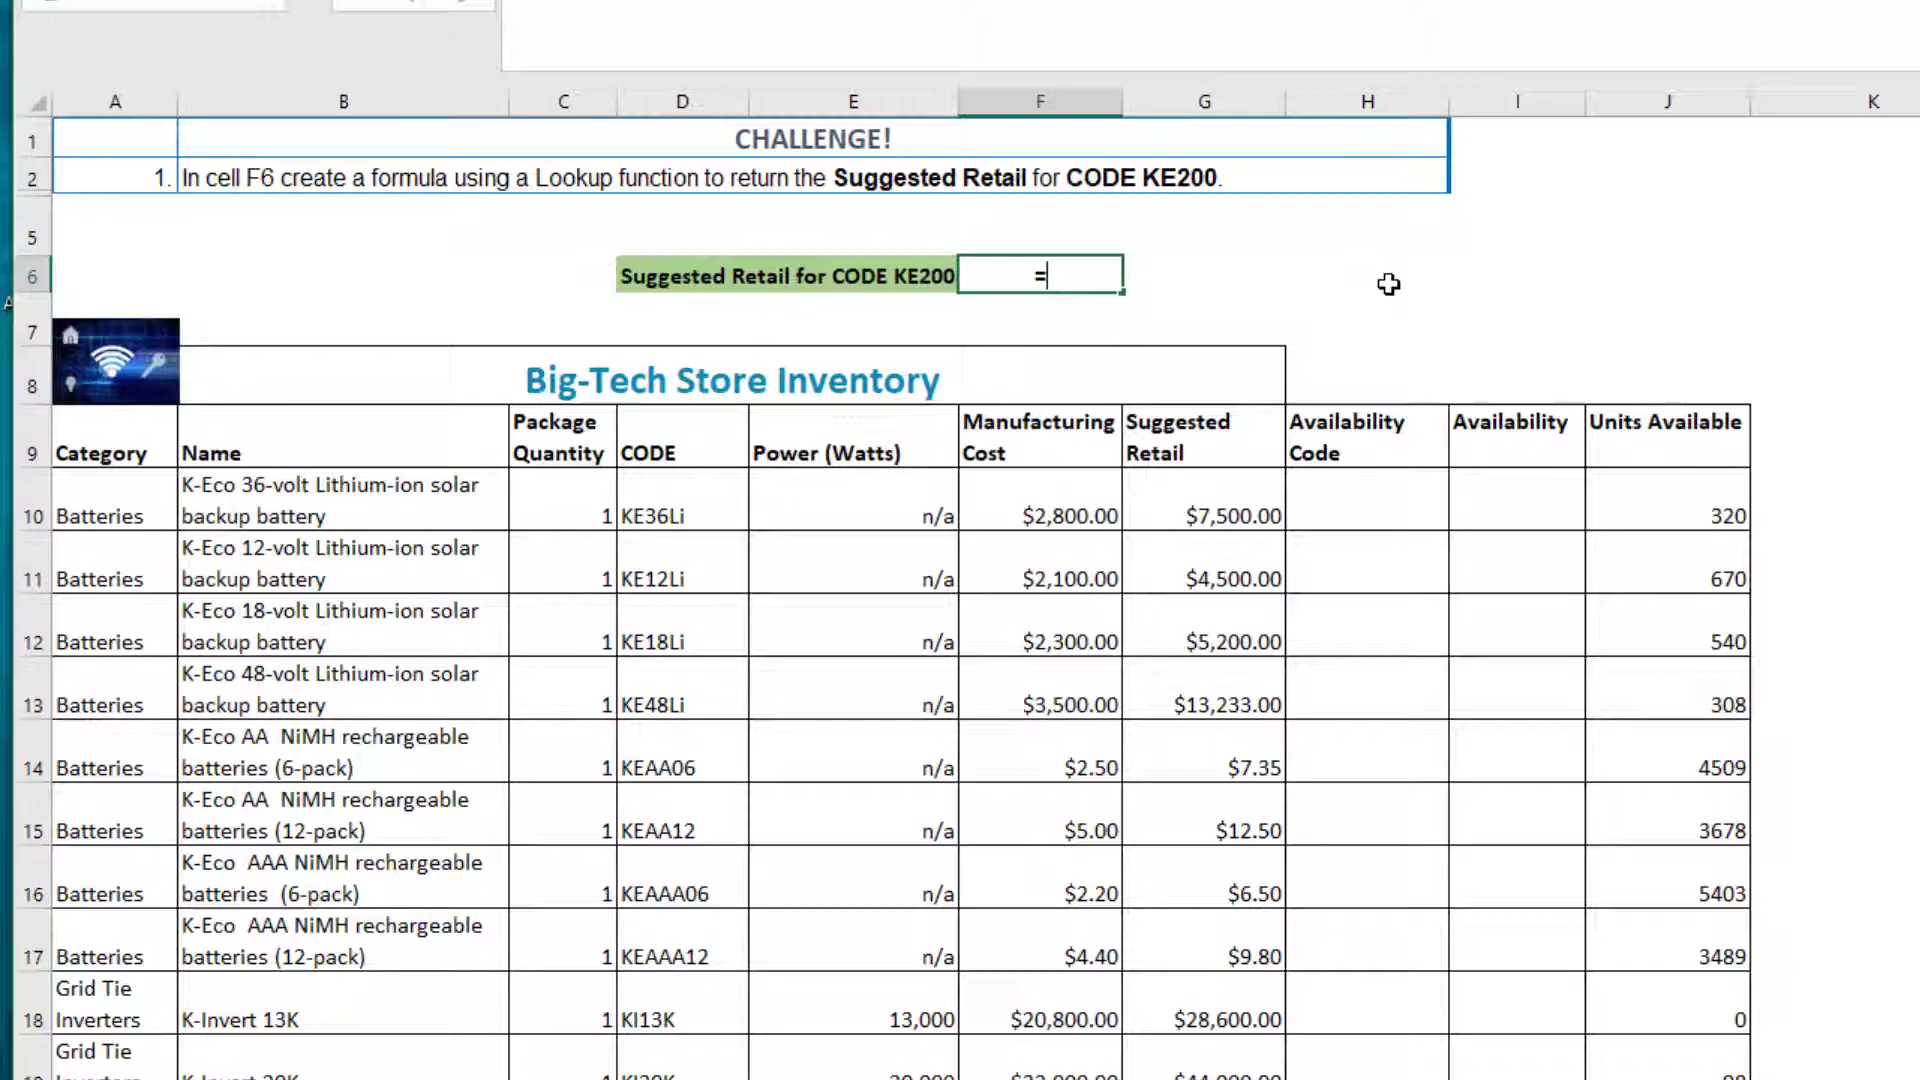 A B C D E F G H I J K
1 CHALLENGE!
2 1. In cell F6 create a formula using a Lookup function to return the Suggested Retail for CODE KE200.
5
6 Suggested Retail for CODE KE200 =
7
8 Big-Tech Store Inventory
Package Manufacturing Suggested Availability Availability Units Available
9 Category Name Quantity CODE Power (Watts) Cost Retail Code
K-Eco 36-volt Lithium-ion solar
10 Batteries backup battery 1 KE36Li n/a $2,800.00 $7,500.00 320
K-Eco 12-volt Lithium-ion solar
11 Batteries backup battery 1 KE12Li n/a $2,100.00 $4,500.00 670
K-Eco 18-volt Lithium-ion solar
12 Batteries backup battery 1 KE18Li n/a $2,300.00 $5,200.00 540
K-Eco 48-volt Lithium-ion solar
13 Batteries backup battery 1 KE48Li n/a $3,500.00 $13,233.00 308
K-Eco AA NiMH rechargeable
14 Batteries batteries (6-pack) 1 KEAA06 n/a $2.50 $7.35 4509
K-Eco AA NiMH rechargeable
15 Batteries batteries (12-pack) 1 KEAA12 n/a $5.00 $12.50 3678
K-Eco AAA NiMH rechargeable
16 Batteries batteries (6-pack) 1 KEAAA06 n/a $2.20 $6.50 5403
K-Eco AAA NiMH rechargeable
17 Batteries batteries (12-pack) 1 KEAAA12 n/a $4.40 $9.80 3489
Grid Tie
18 Inverters K-Invert 13K 1 KI13K 13,000 $20,800.00 $28,600.00 0
Grid Tie